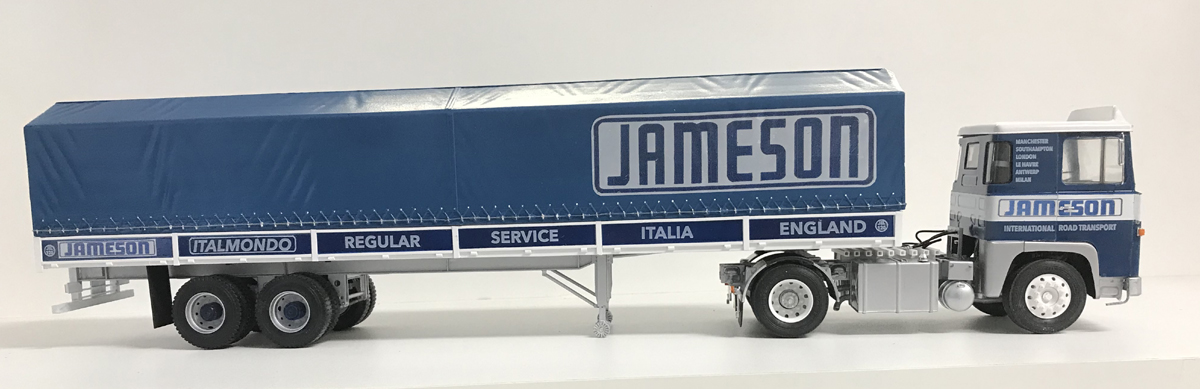 JAMESON
JAMESON
ITALMONDO
REGULAR
SERVICE
ITALIA
ENGLAND
MANCHESTER
SOUTHAMPTON
LONDON
LE HAVRE
ANTWERP
MILAN
JAMESON
INTERNATIONAL ROAD TRANSPORT